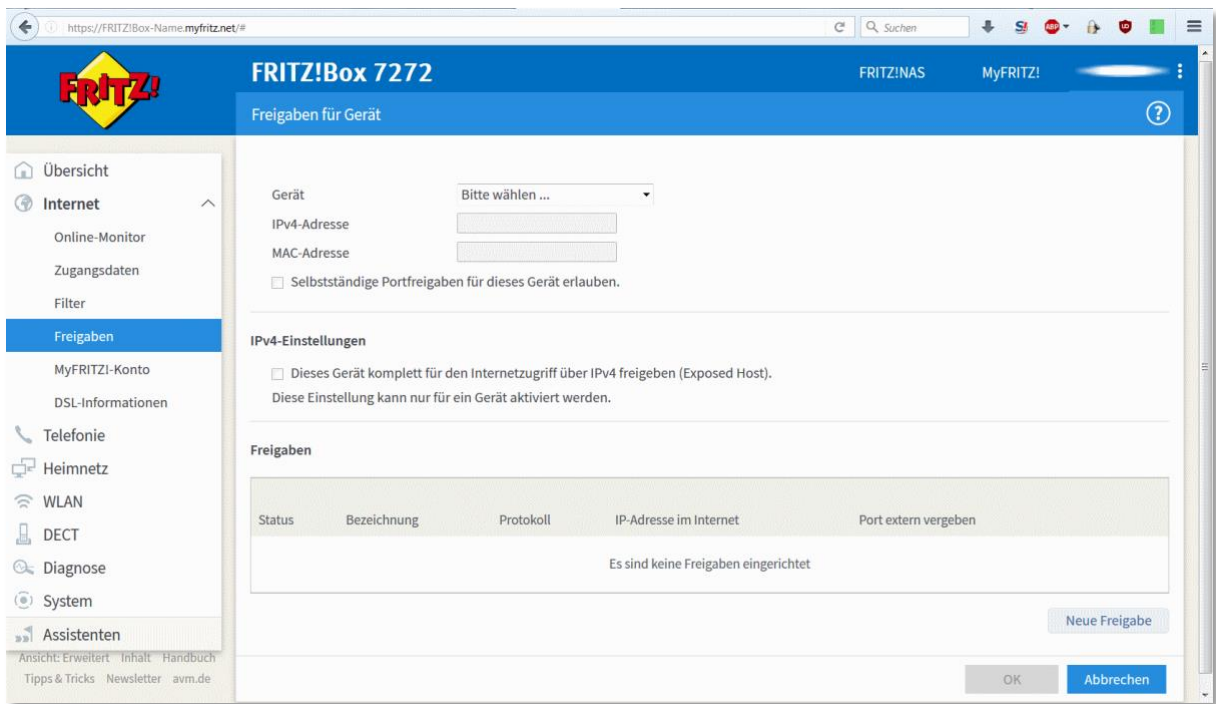 https://FRITZ!Box-Name.myfritz.net/#
Suchen
S!
ABP
FRITZ!
FRITZ!Box 7272
FRITZ!NAS
MyFRITZ!
Freigaben für Gerät
?
Übersicht
Internet
Online-Monitor
Zugangsdaten
Filter
Freigaben
MyFRITZ!-Konto
DSL-Informationen
Telefonie
Heimnetz
WLAN
DECT
Diagnose
System
Assistenten
Ansicht: Erweitert Inhalt Handbuch
Tipps & Tricks Newsletter avm.de
Gerät Bitte wählen ...
IPv4-Adresse
MAC-Adresse
Selbstständige Portfreigaben für dieses Gerät erlauben.
IPv4-Einstellungen
Dieses Gerät komplett für den Internetzugriff über IPv4 freigeben (Exposed Host).
Diese Einstellung kann nur für ein Gerät aktiviert werden.
Freigaben
Status Bezeichnung Protokoll IP-Adresse im Internet Port extern vergeben
Es sind keine Freigaben eingerichtet
Neue Freigabe
OK Abbrechen